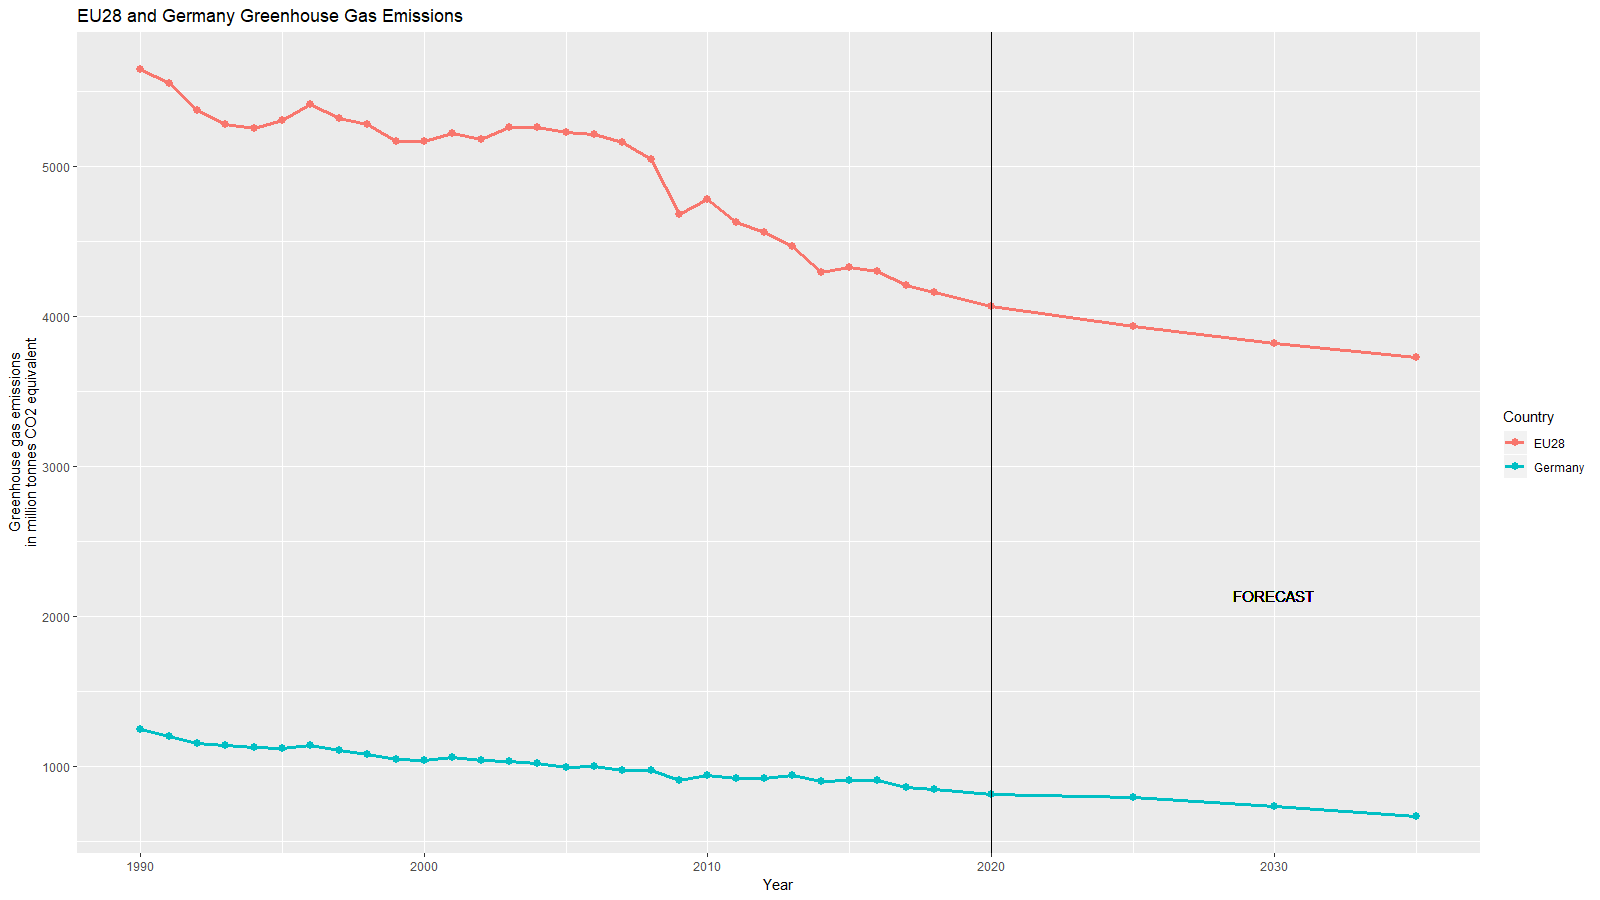 EU28 and Germany Greenhouse Gas Emissions
Greenhouse gas emissions
in million tonnes CO2 equivalent
5000
4000
3000
2000
1000
FORECAST
1990
2000
2010
2020
2030
Year
Country
EU28
Germany